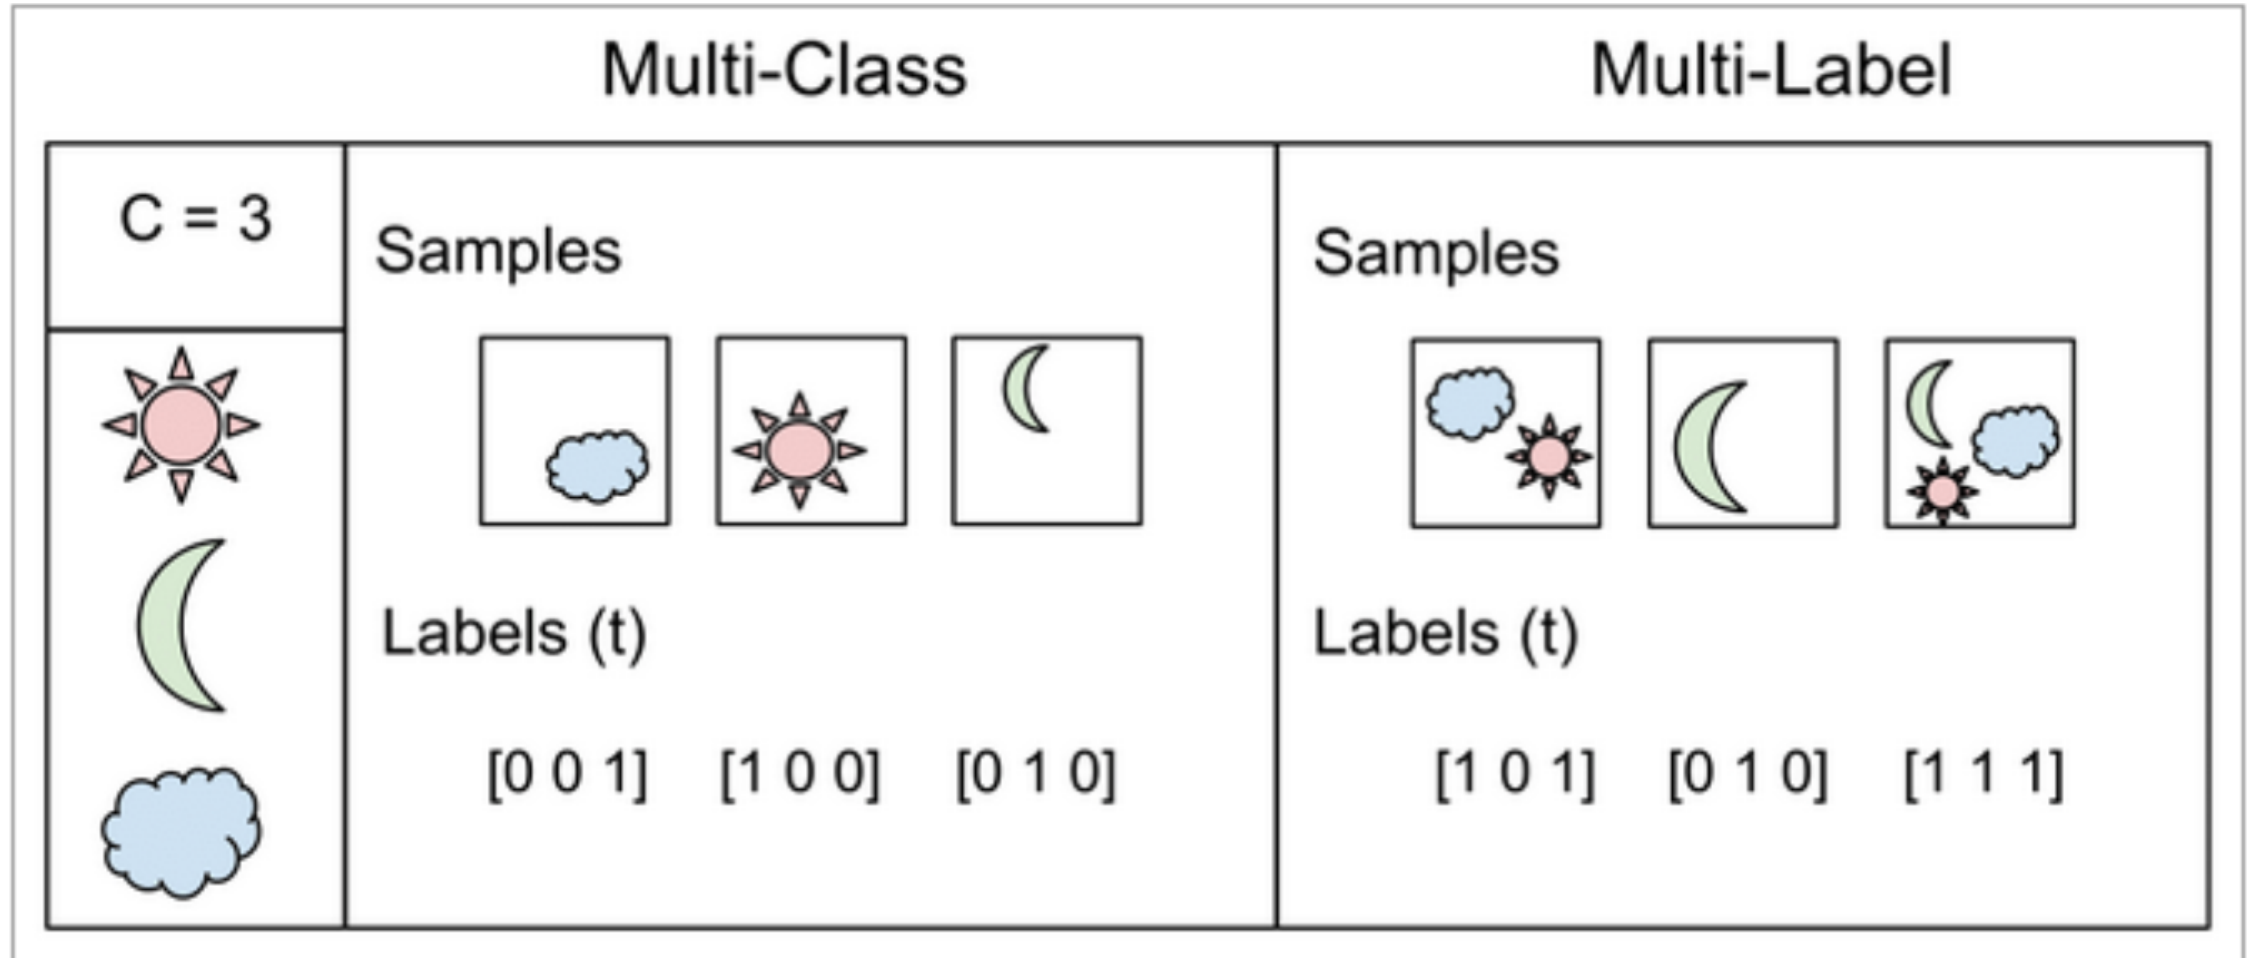 Multi-Class
Multi-Label
C = 3
Samples
Labels (t)
[0 0 1] [1 0 0] [0 1 0]
Samples
Labels (t)
[1 0 1] [0 1 0] [1 1 1]